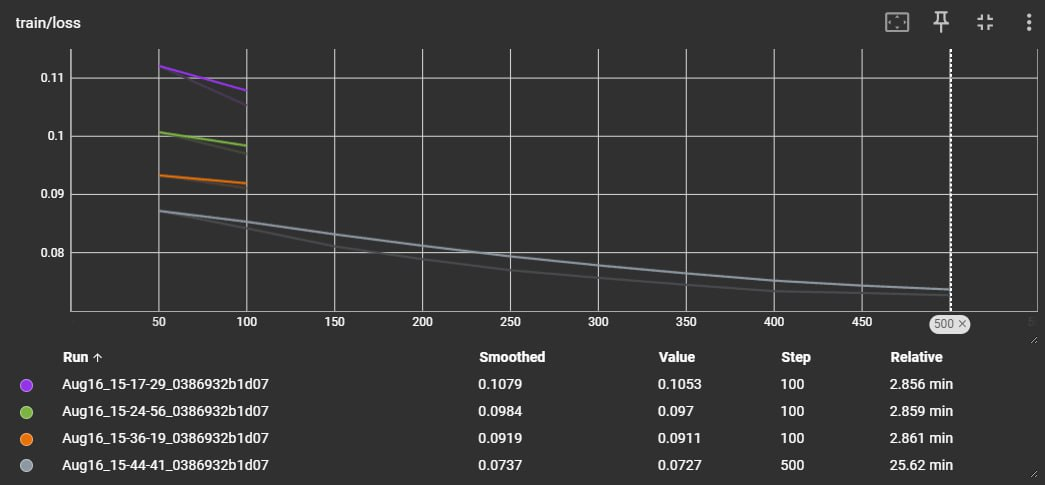 train/loss
0.11
0.1
0.09
0.08
50 100 150 200 250 300 350 400 450 500 5
Run Smoothed Value Step Relative
Aug16_15-17-29_0386932b1d07 0.1079 0.1053 100 2.856 min
Aug16_15-24-56_0386932b1d07 0.0984 0.097 100 2.859 min
Aug16_15-36-19_0386932b1d07 0.0919 0.0911 100 2.861 min
Aug16_15-44-41_0386932b1d07 0.0737 0.0727 500 25.62 min